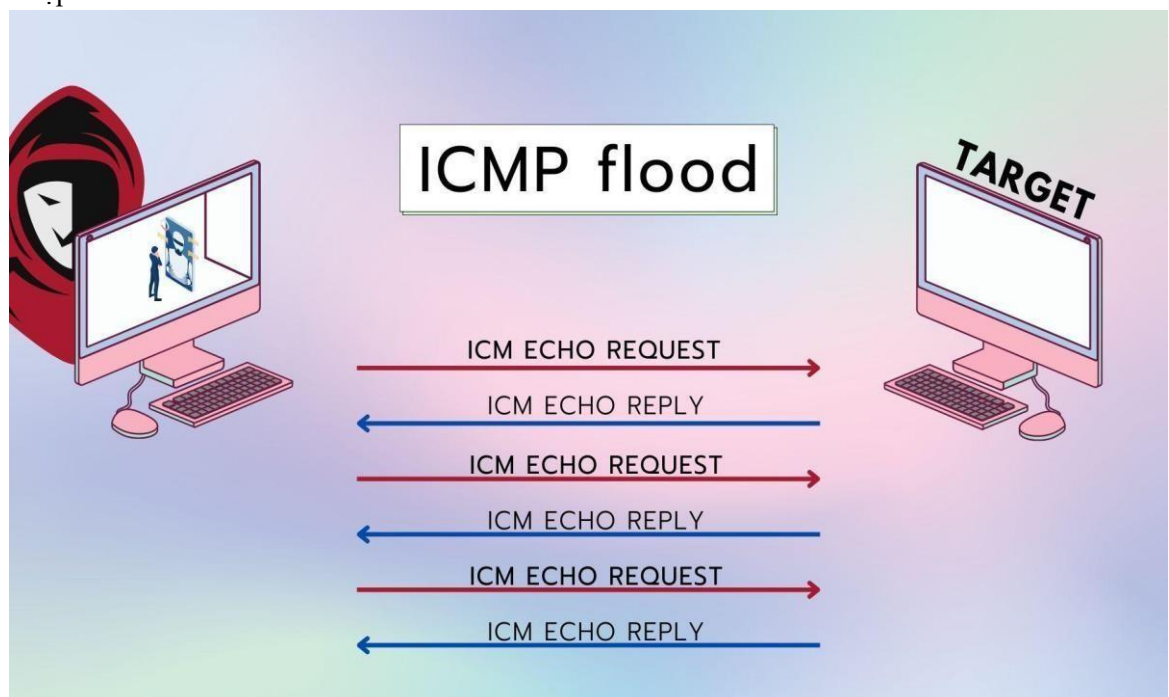 ICMP flood
TARGET
ICM ECHO REQUEST
ICM ECHO REPLY
ICM ECHO REQUEST
ICM ECHO REPLY
ICM ECHO REQUEST
ICM ECHO REPLY